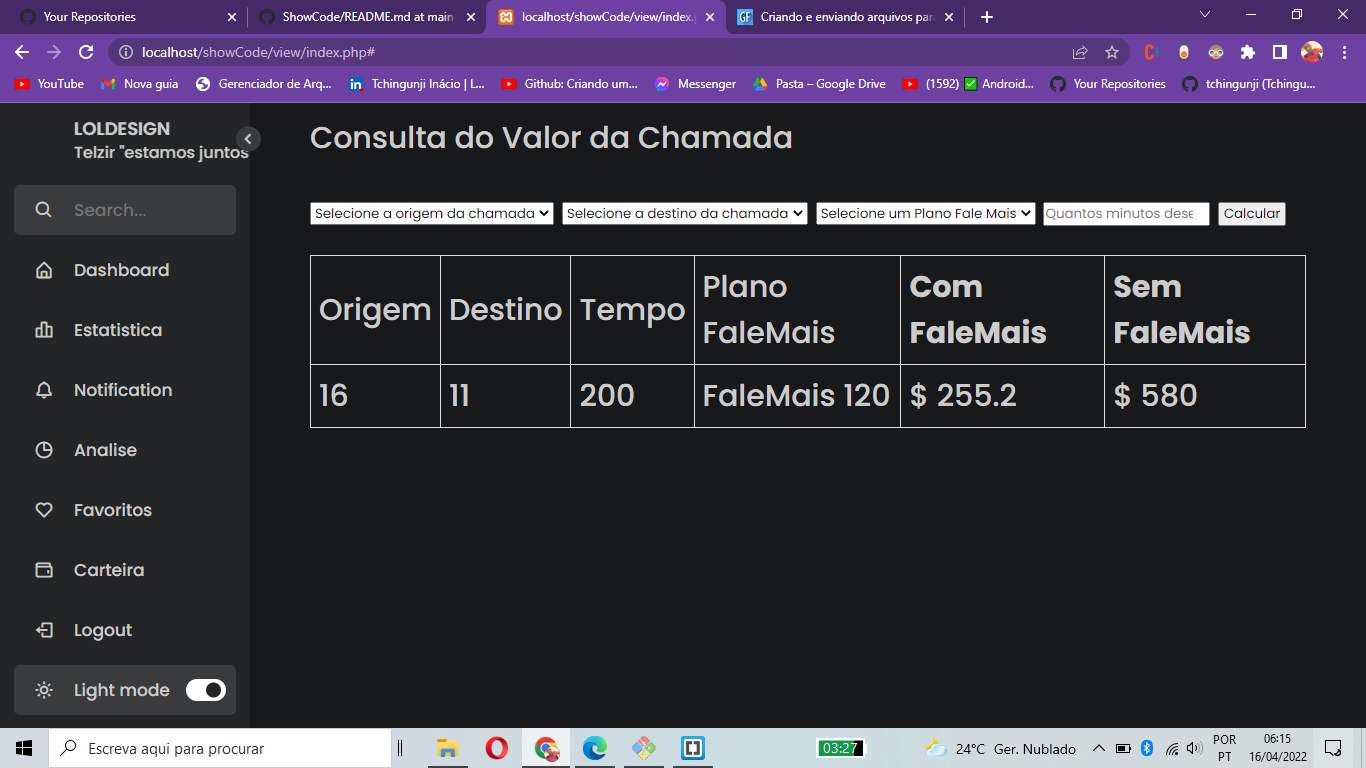 Your Repositories
ShowCode/README.md at main
localhost/showCode/view/index.p
Criando e enviando arquivos para
localhost/showCode/view/index.php#
YouTube
Nova guia
Gerenciador de Arq...
Tchingunji Inácio | L...
Github: Criando um...
Messenger
Pasta – Google Drive
(1592) ✅ Android...
Your Repositories
tchingunji (Tchingu...
LOLDESIGN
Telzir "estamos juntos
Search...
Dashboard
Estatistica
Notification
Analise
Favoritos
Carteira
Logout
Light mode
Consulta do Valor da Chamada
Selecione a origem da chamada
Selecione a destino da chamada
Selecione um Plano Fale Mais
Quantos minutos dese
Calcular
Origem
Destino
Tempo
Plano
FaleMais
Com
FaleMais
Sem
FaleMais
16
11
200
FaleMais 120
$ 255.2
$ 580
Escreva aqui para procurar
03:27
24°C Ger. Nublado
POR
PT
06:15
16/04/2022